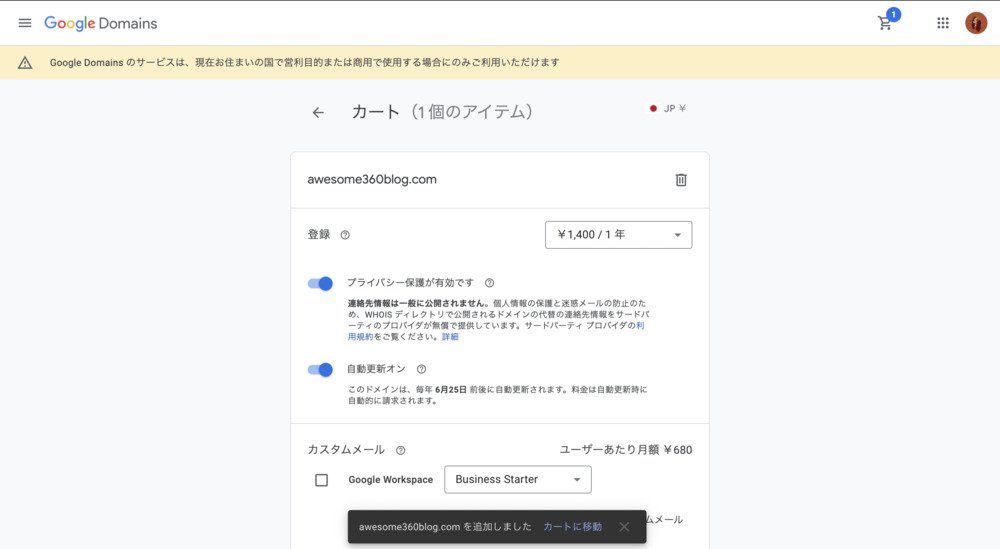 Google Domains
1
Google Domains のサービスは、現在お住まいの国で営利目的または商用で使用する場合にのみご利用いただけます
カート（1 個のアイテム）
JP ¥
awesome360blog.com
登録
¥1,400 / 1 年
プライバシー保護が有効です
連絡先情報は一般に公開されません。個人情報の保護と迷惑メールの防止のた
め、WHOIS ディレクトリで公開されるドメインの代替の連絡先情報をサードパ
ーティのプロバイダが無償で提供しています。サードパーティ プロバイダの利
用規約をご覧ください。詳細
自動更新オン
このドメインは、毎年 6月25日 前後に自動更新されます。料金は自動更新時に
自動的に請求されます。
カスタムメール
ユーザーあたり月額 ¥680
Google Workspace
Business Starter
ムメール
awesome360blog.com を追加しました
カートに移動